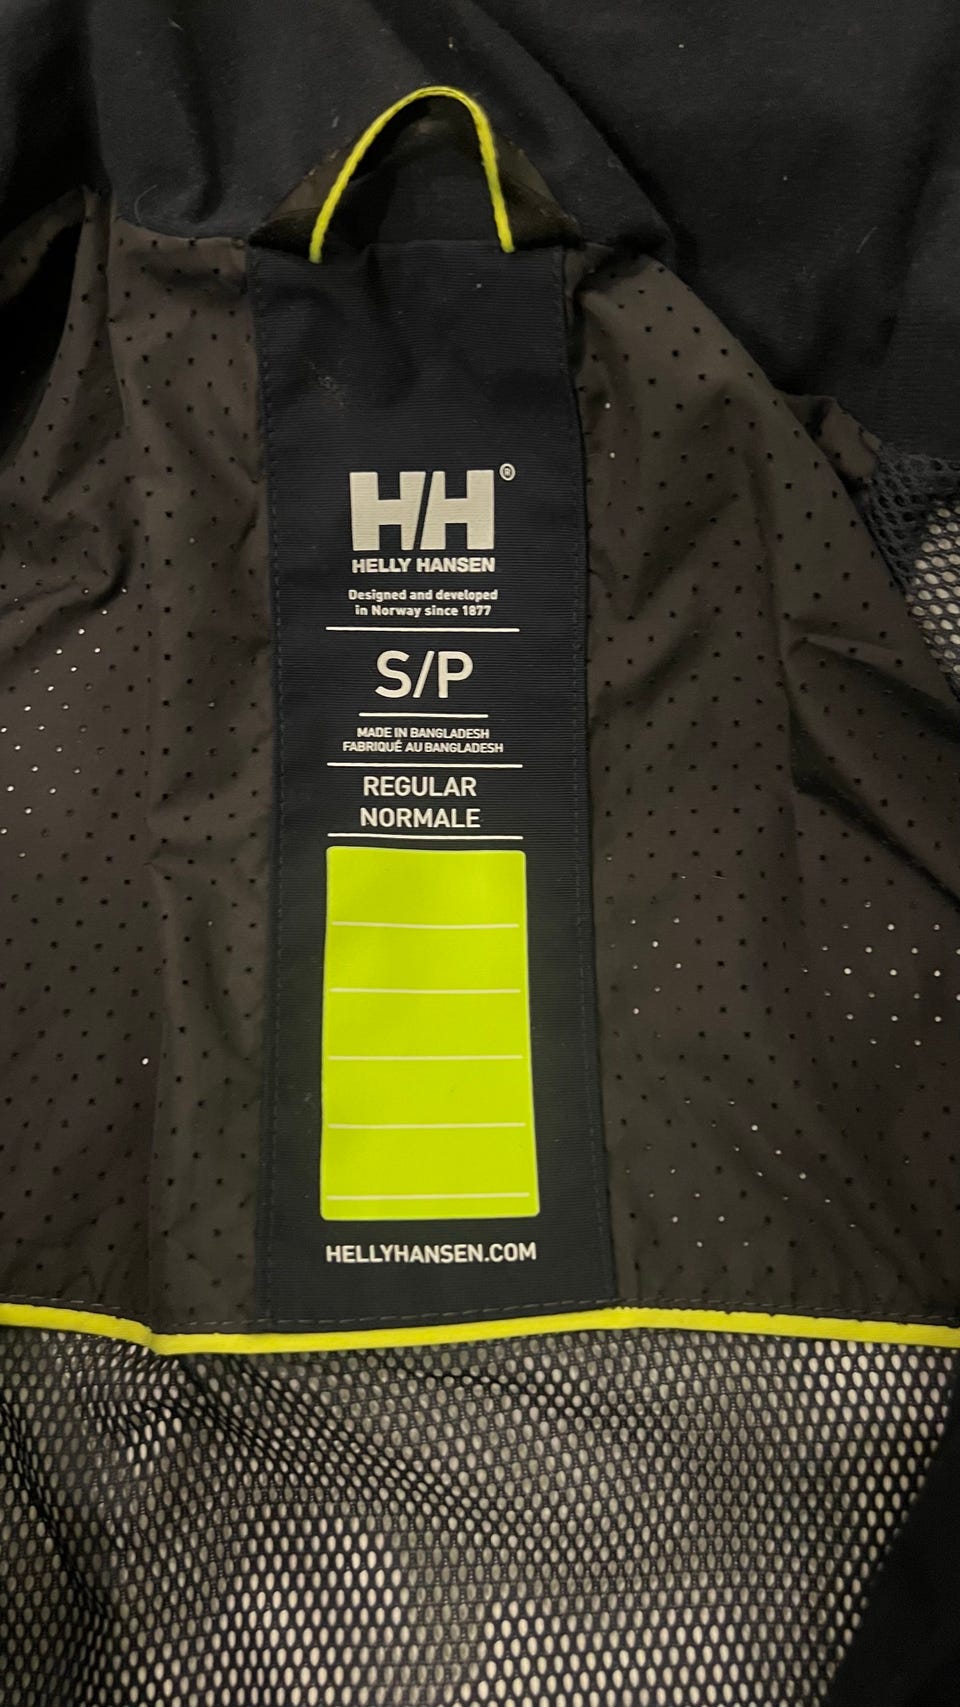 HH®
HELLY HANSEN
Designed and developed
in Norway since 1877
S/P
MADE IN BANGLADESH
FABRIQUÉ AU BANGLADESH
REGULAR
NORMALE
HELLYHANSEN.COM